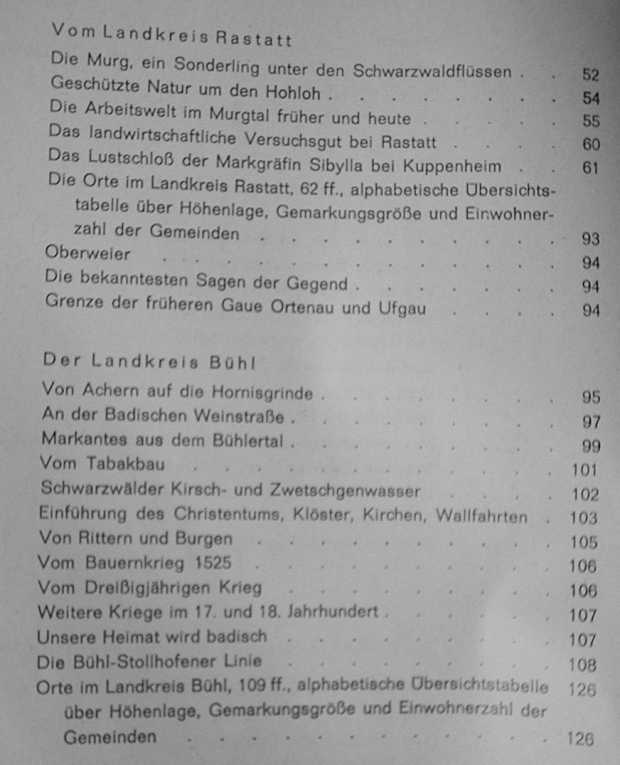 Vom Landkreis Rastatt
Die Murg, ein Sonderling unter den Schwarzwaldflüssen . . 52
Geschützte Natur um den Hohloh . . . . . . . 54
Die Arbeitswelt im Murgtal früher und heute . . . . . 55
Das landwirtschaftliche Versuchsgut bei Rastatt . . . . 60
Das Lustschloß der Markgräfin Sibylla bei Kuppenheim . . 61
Die Orte im Landkreis Rastatt, 62 ff., alphabetische Übersichts-
tabelle über Höhenlage, Gemarkungsgröße und Einwohner-
zahl der Gemeinden . . . . . . . . . . 93
Oberweier . . . . . . . . . . . . . 94
Die bekanntesten Sagen der Gegend . . . . . . . 94
Grenze der früheren Gaue Ortenau und Ufgau . . . . 94
Der Landkreis Bühl
Von Achern auf die Hornisgrinde . . . . . . . . 95
An der Badischen Weinstraße . . . . . . . . . 97
Markantes aus dem Bühlertal . . . . . . . . . 99
Vom Tabakbau . . . . . . . . . . . . 101
Schwarzwälder Kirsch- und Zwetschgenwasser . . . . 102
Einführung des Christentums, Klöster, Kirchen, Wallfahrten . 103
Von Rittern und Burgen . . . . . . . . . . 105
Vom Bauernkrieg 1525 . . . . . . . . . . 106
Vom Dreißigjährigen Krieg . . . . . . . . . 106
Weitere Kriege im 17. und 18. Jahrhundert . . . . . . 107
Unsere Heimat wird badisch . . . . . . . . . 107
Die Bühl-Stollhofener Linie . . . . . . . . . 108
Orte im Landkreis Bühl, 109 ff., alphabetische Übersichtstabelle 126
über Höhenlage, Gemarkungsgröße und Einwohnerzahl der
Gemeinden . . . . . . . . . . . . 126